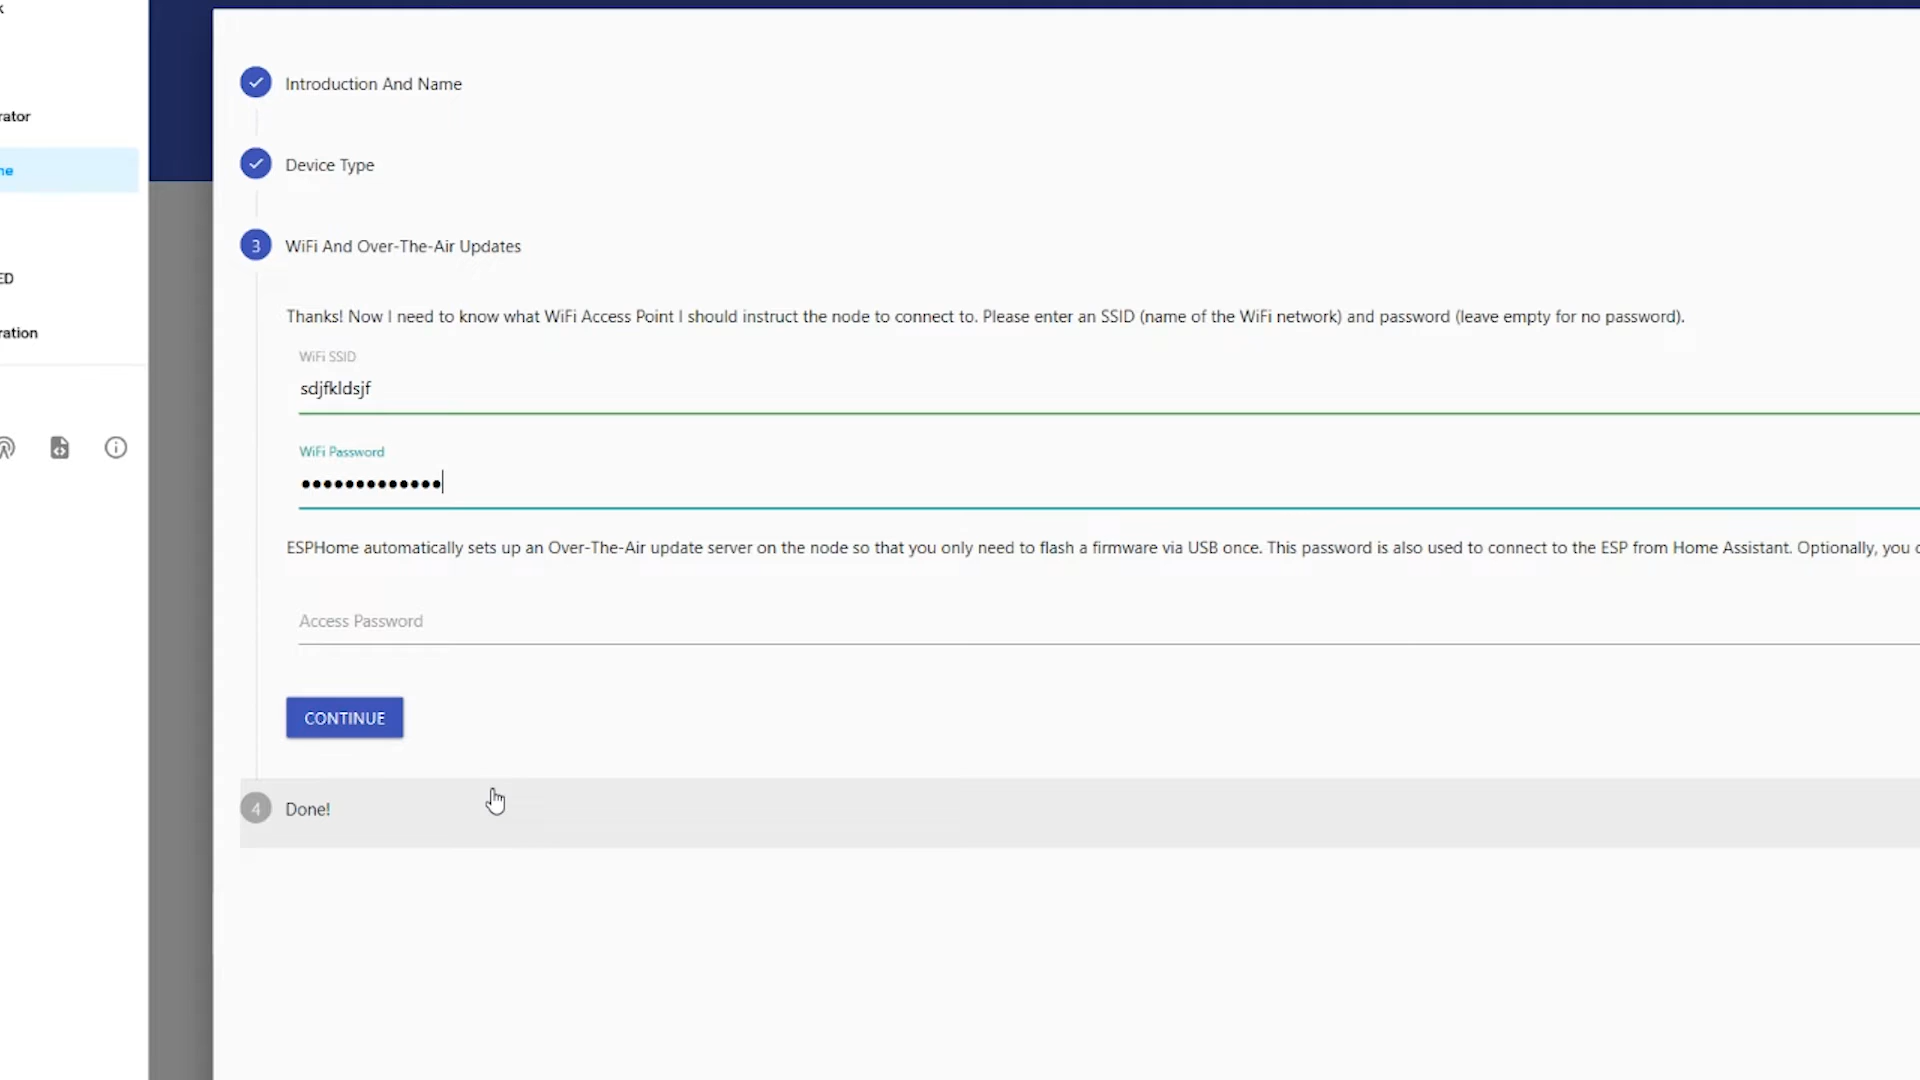 Introduction And Name
Device Type
3 WiFi And Over-The-Air Updates
Thanks! Now I need to know what WiFi Access Point I should instruct the node to connect to. Please enter an SSID (name of the WiFi network) and password (leave empty for no password).
WiFi SSID
sdjfkldsjf
WiFi Password
•••••••••••••
ESPHome automatically sets up an Over-The-Air update server on the node so that you only need to flash a firmware via USB once. This password is also used to connect to the ESP from Home Assistant. Optionally, you
Access Password
CONTINUE
4 Done!
rator
ne
ED
ration